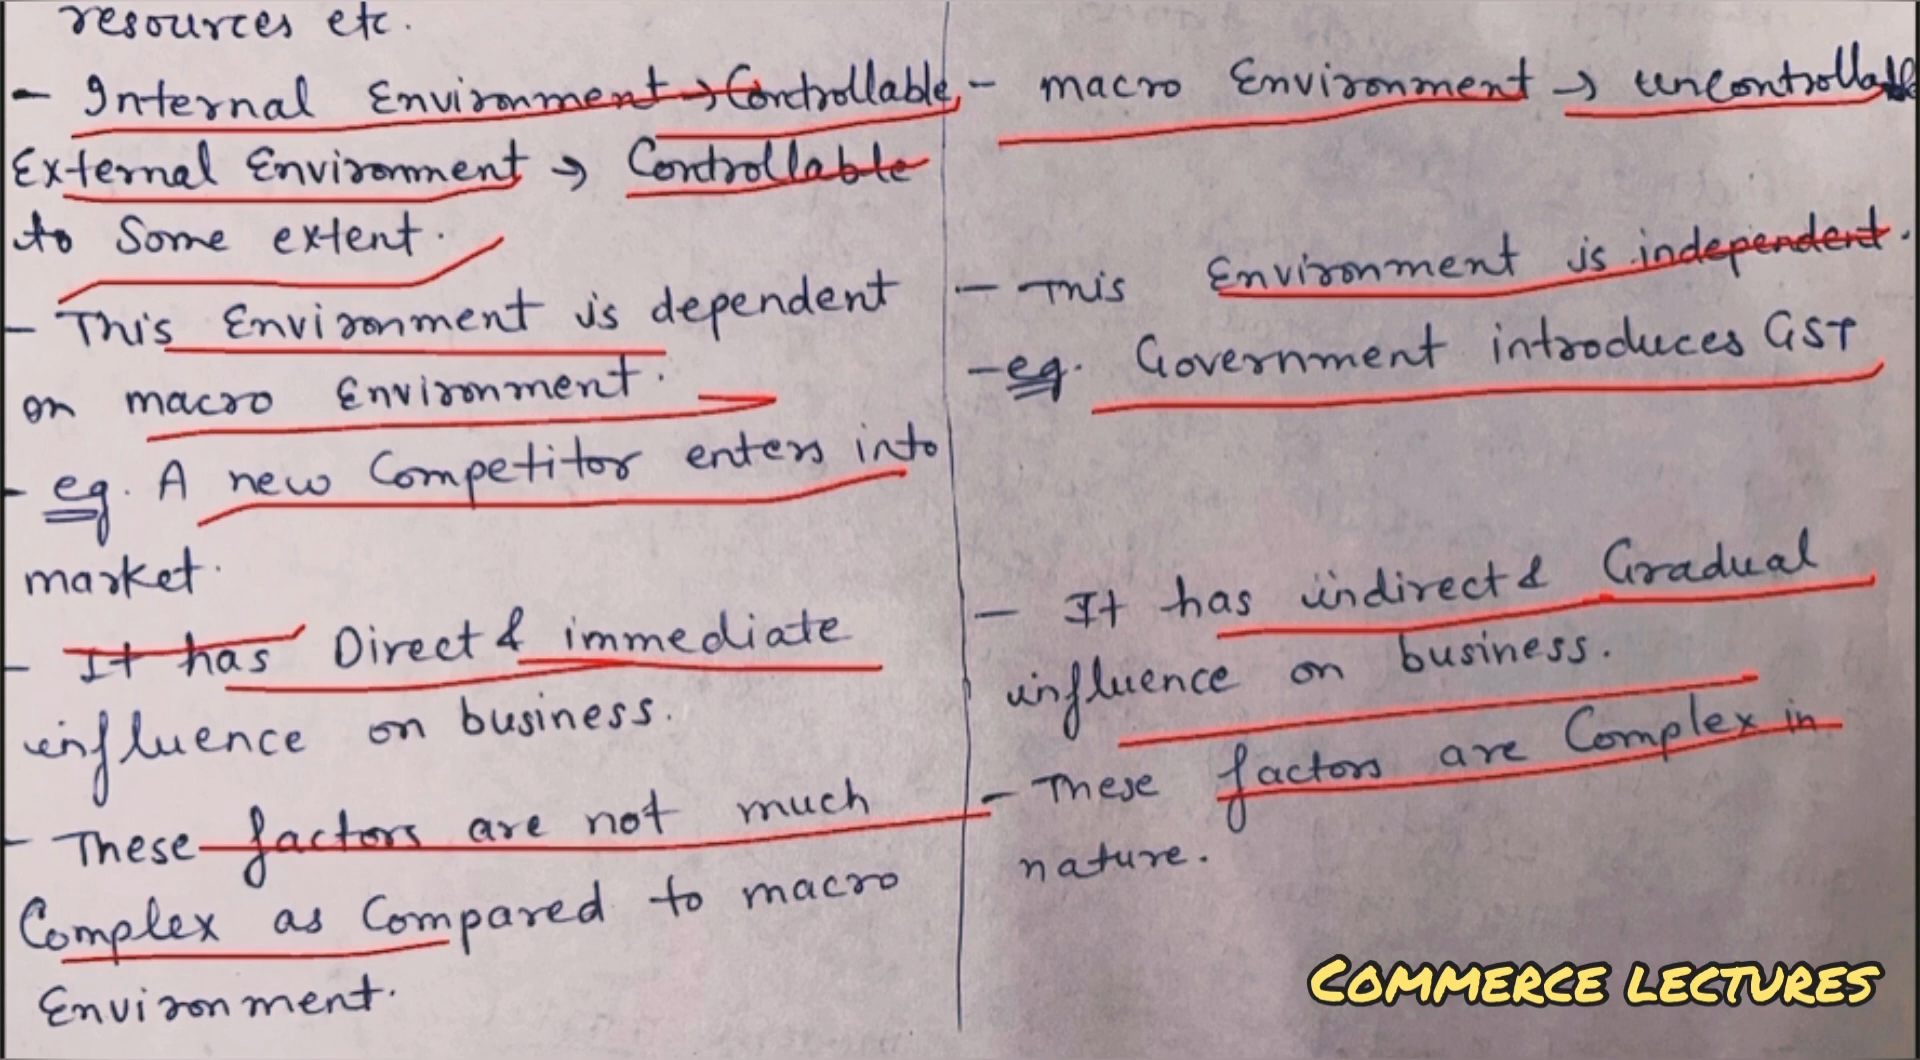 resources etc.
- Internal Environment → Controllable,
External Environment → Controllable
to Some extent.
- This Environment is dependent
on macro Environment.
- eg. A new Competitor enters into
market.
- It has Direct & immediate
influence on business.
- These factors are not much
Complex as Compared to macro
Environment.
- macro Environment → uncontrollable
- This Environment is independent.
- eg. Government introduces GST
- It has indirect & Gradual
influence on business.
- These factors are Complex in
nature.
COMMERCE LECTURES